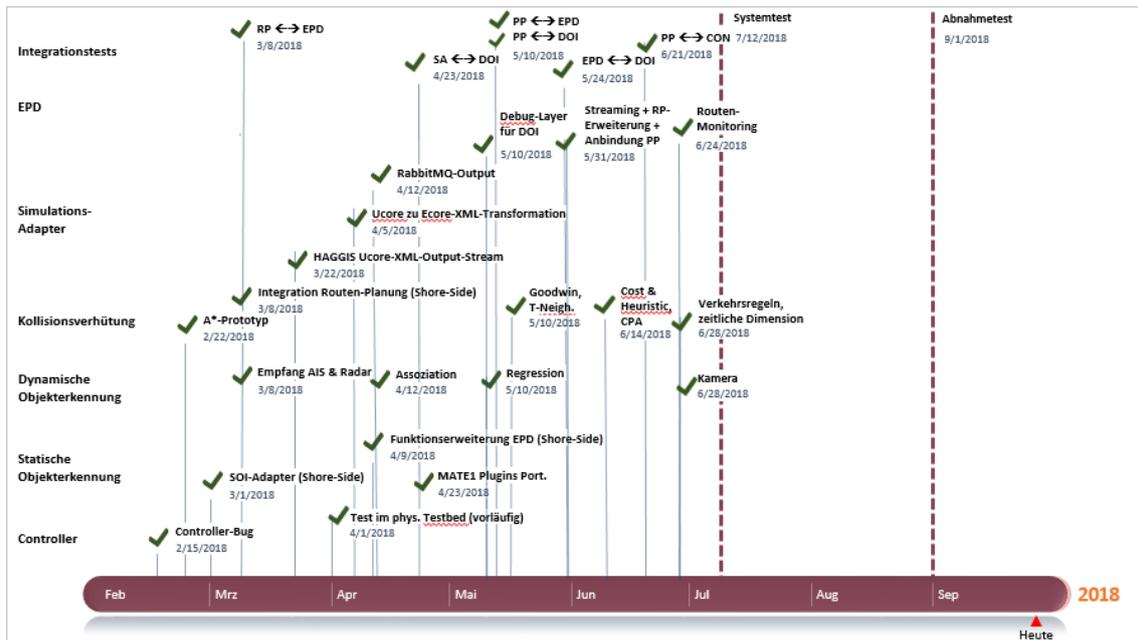 Integrationstests
RP ⟷ EPD
3/8/2018
SA ⟷ DOI
4/23/2018
PP ⟷ EPD
PP ⟷ DOI
5/10/2018
EPD ⟷ DOI
5/24/2018
PP ⟷ CON
6/21/2018
Systemtest
7/12/2018
Abnahmetest
9/1/2018
EPD
Debug-Layer
für DOI
5/10/2018
Streaming + RP-
Erweiterung +
Anbindung PP
5/31/2018
Routen-
Monitoring
6/24/2018
Simulations-
Adapter
RabbitMQ-Output
4/12/2018
Ucore zu Ecore-XML-Transformation
4/5/2018
HAGGIS Ucore-XML-Output-Stream
3/22/2018
Kollisionsverhütung
Integration Routen-Planung (Shore-Side)
3/8/2018
A*-Prototyp
2/22/2018
Goodwin,
T-Neigh.
5/10/2018
Cost &
Heuristic,
CPA
6/14/2018
Verkehrsregeln,
zeitliche Dimension
6/28/2018
Dynamische
Objekterkennung
Empfang AIS & Radar
3/8/2018
Assoziation
4/12/2018
Regression
5/10/2018
Kamera
6/28/2018
Statische
Objekterkennung
Funktionserweiterung EPD (Shore-Side)
4/9/2018
SOI-Adapter (Shore-Side)
3/1/2018
MATE1 Plugins Port.
4/23/2018
Controller
Test im phys. Testbed (vorläufig)
4/1/2018
Controller-Bug
2/15/2018
Feb
Mrz
Apr
Mai
Jun
Jul
Aug
Sep
2018
Heute